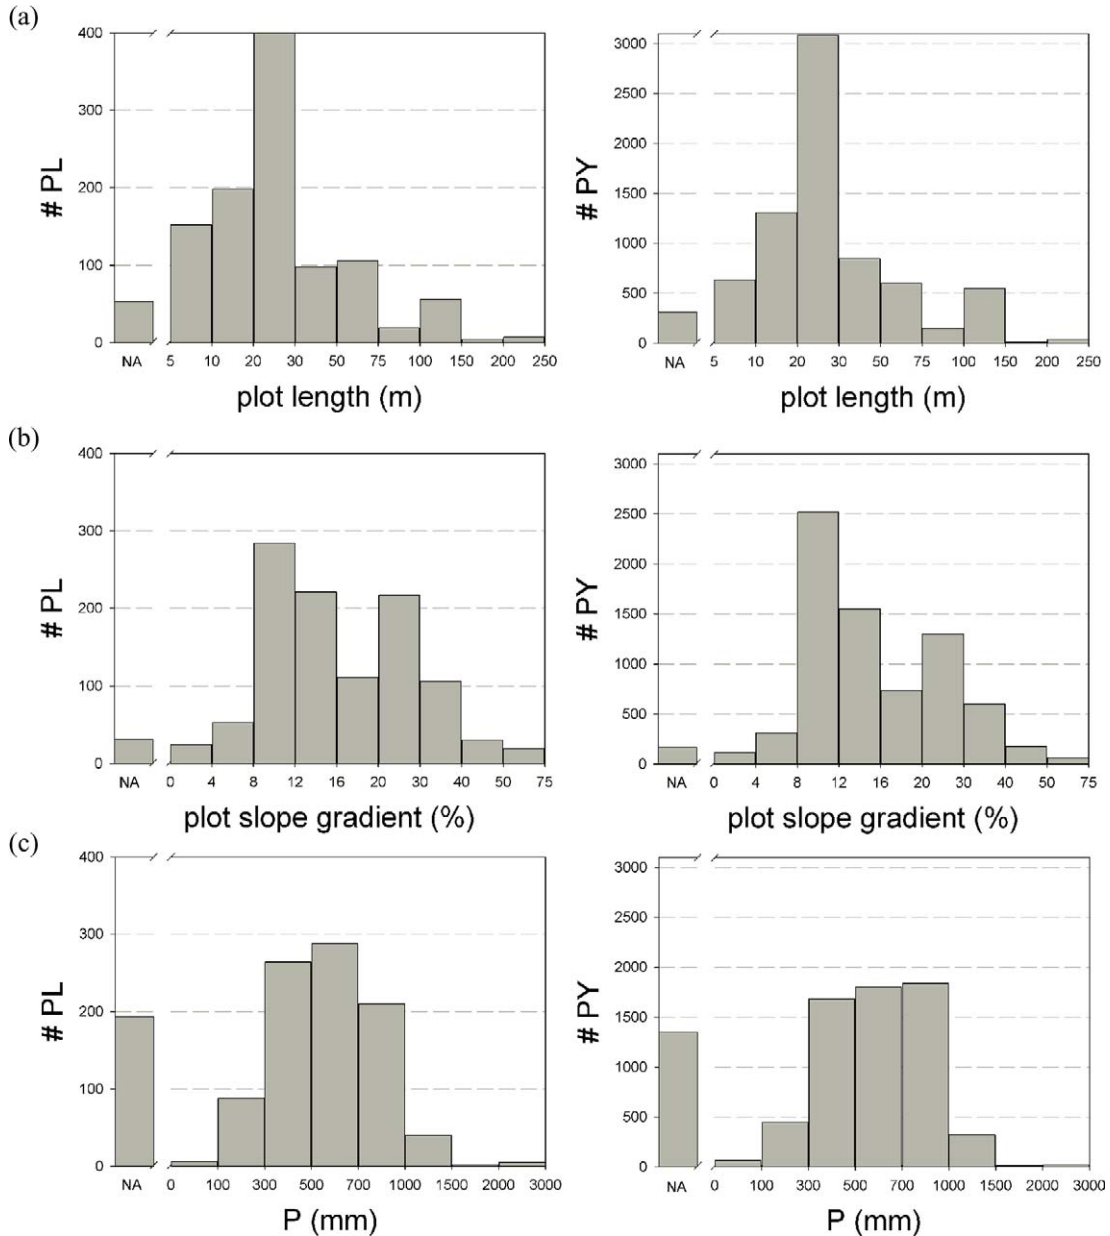 (a)
400
300
200
100
0
# PL
NA 5 10 20 30 50 75 100 150 200 250
plot length (m)
3000
2500
2000
1500
1000
500
0
# PY
NA 5 10 20 30 50 75 100 150 200 250
plot length (m)
(b)
400
300
200
100
0
# PL
NA 0 4 8 12 16 20 30 40 50 75
plot slope gradient (%)
3000
2500
2000
1500
1000
500
0
# PY
NA 0 4 8 12 16 20 30 40 50 75
plot slope gradient (%)
(c)
400
300
200
100
0
# PL
NA 0 100 300 500 700 1000 1500 2000 3000
P (mm)
3000
2500
2000
1500
1000
500
0
# PY
NA 0 100 300 500 700 1000 1500 2000 3000
P (mm)